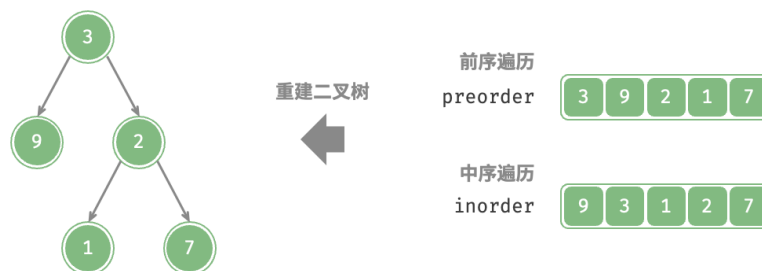 3
9
2
1
7
重建二叉树
前序遍历
preorder 3 9 2 1 7
中序遍历
inorder 9 3 1 2 7